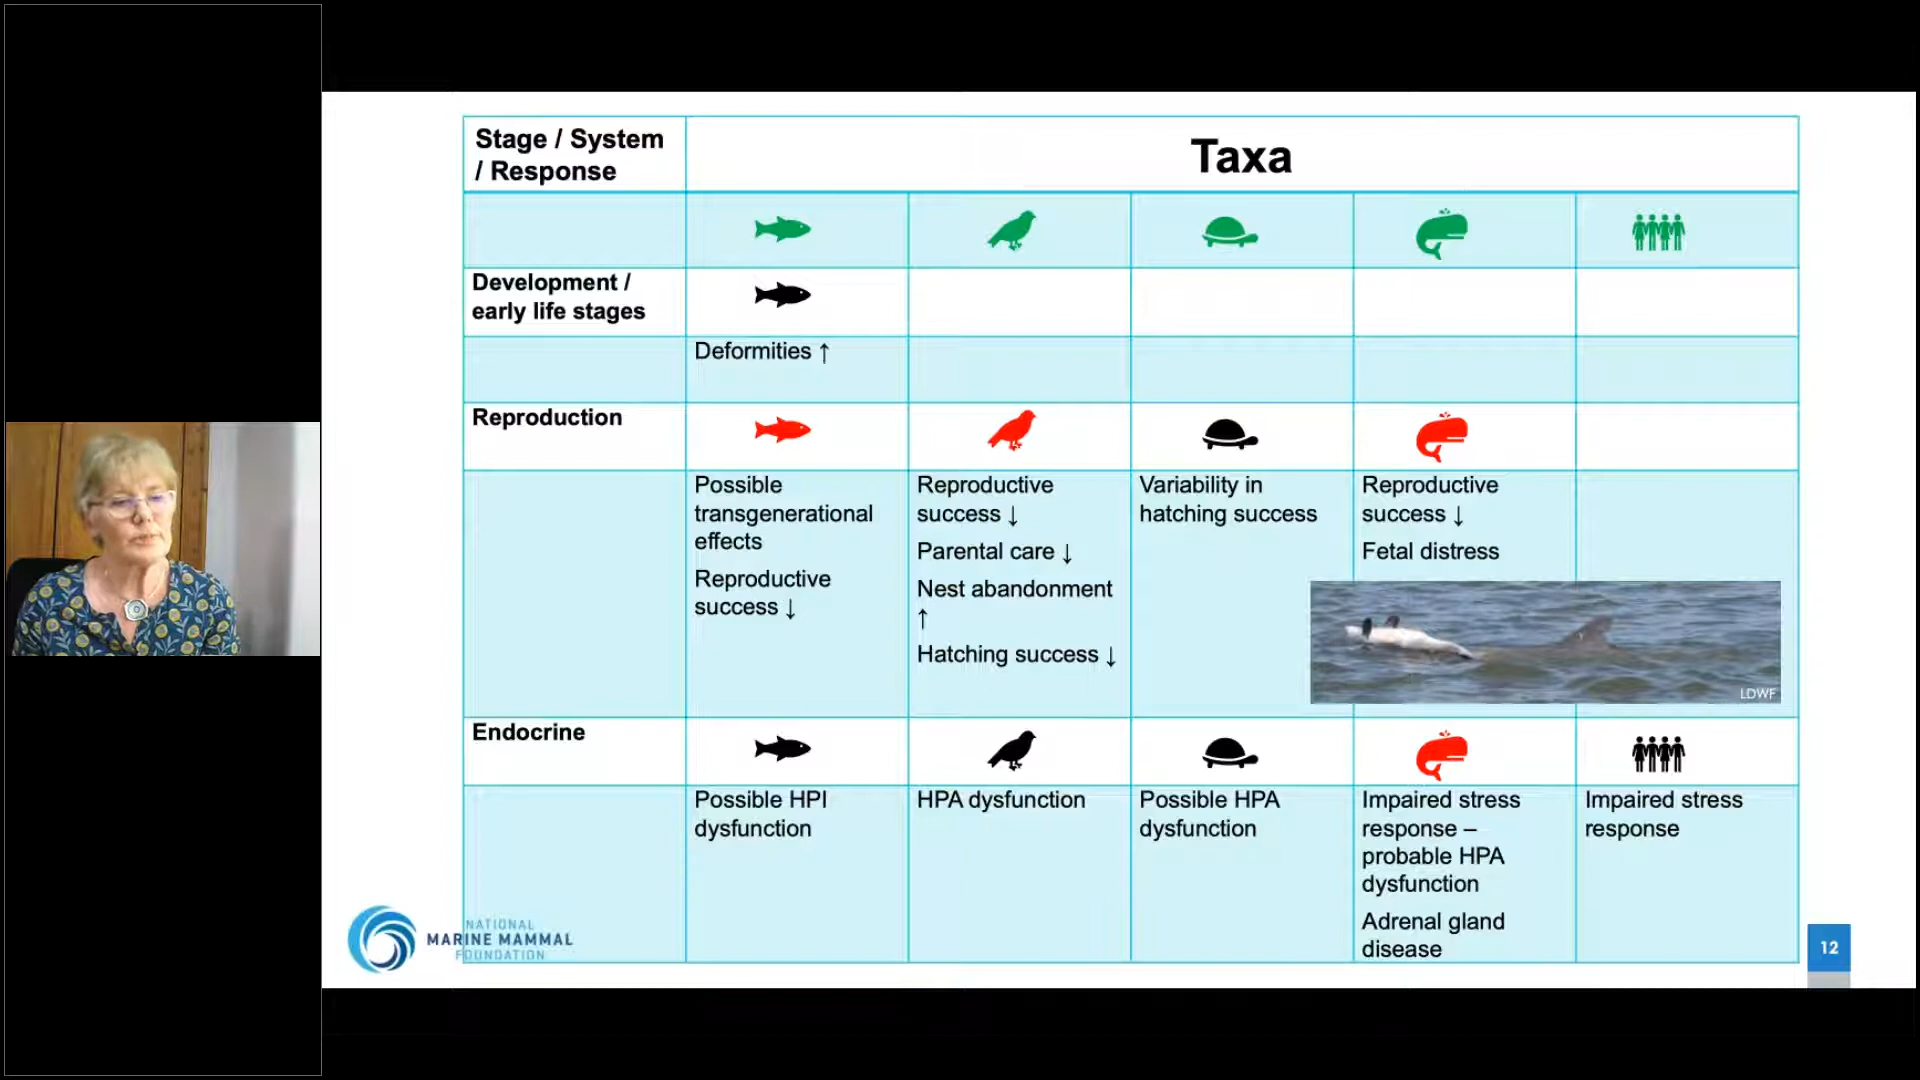 Stage / System
/ Response
Taxa
Development /
early life stages
Deformities ↑
Reproduction
Possible
transgenerational
effects
Reproductive
success ↓
Reproductive
success ↓
Parental care ↓
Nest abandonment
↑
Hatching success ↓
Variability in
hatching success
Reproductive
success ↓
Fetal distress
LDWF
Endocrine
Possible HPI
dysfunction
HPA dysfunction
Possible HPA
dysfunction
Impaired stress
response –
probable HPA
dysfunction
Adrenal gland
disease
Impaired stress
response
NATIONAL
MARINE MAMMAL
FOUNDATION
12